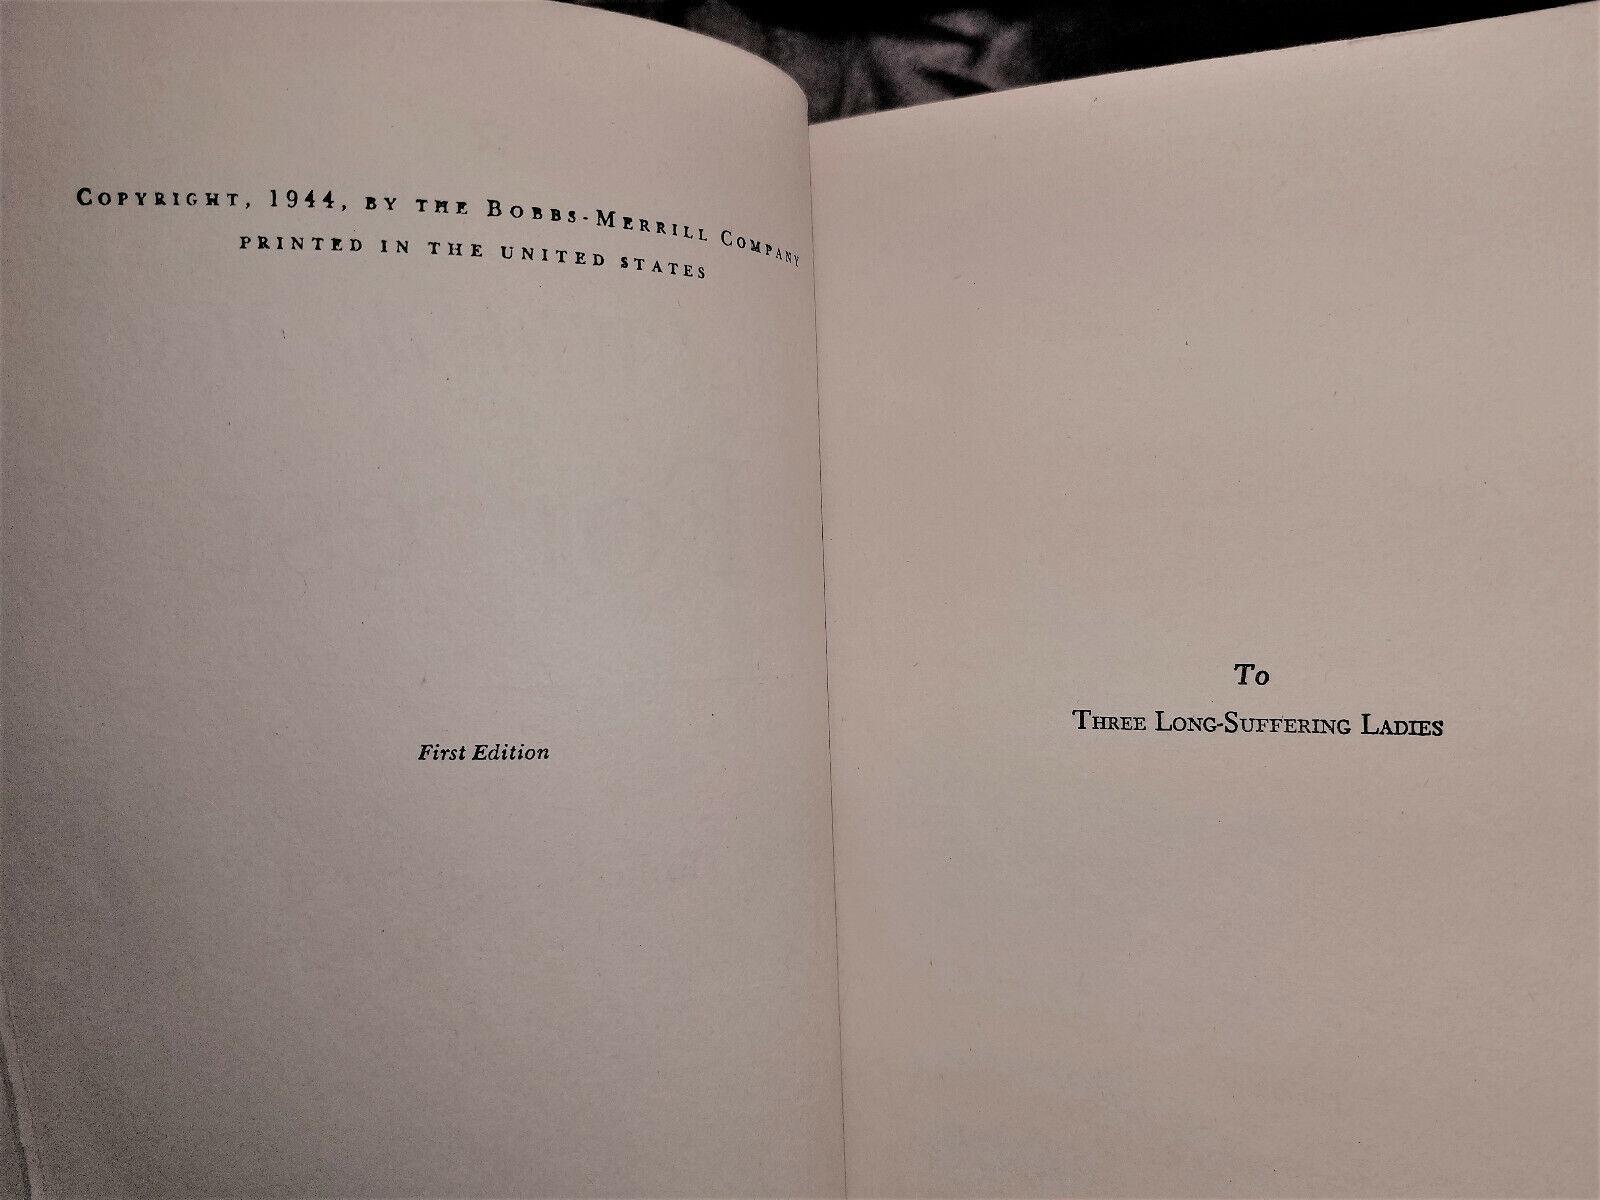 COPYRIGHT, 1944, BY THE BOBBS-MERRILL COMPANY
PRINTED IN THE UNITED STATES
First Edition
To
THREE LONG-SUFFERING LADIES